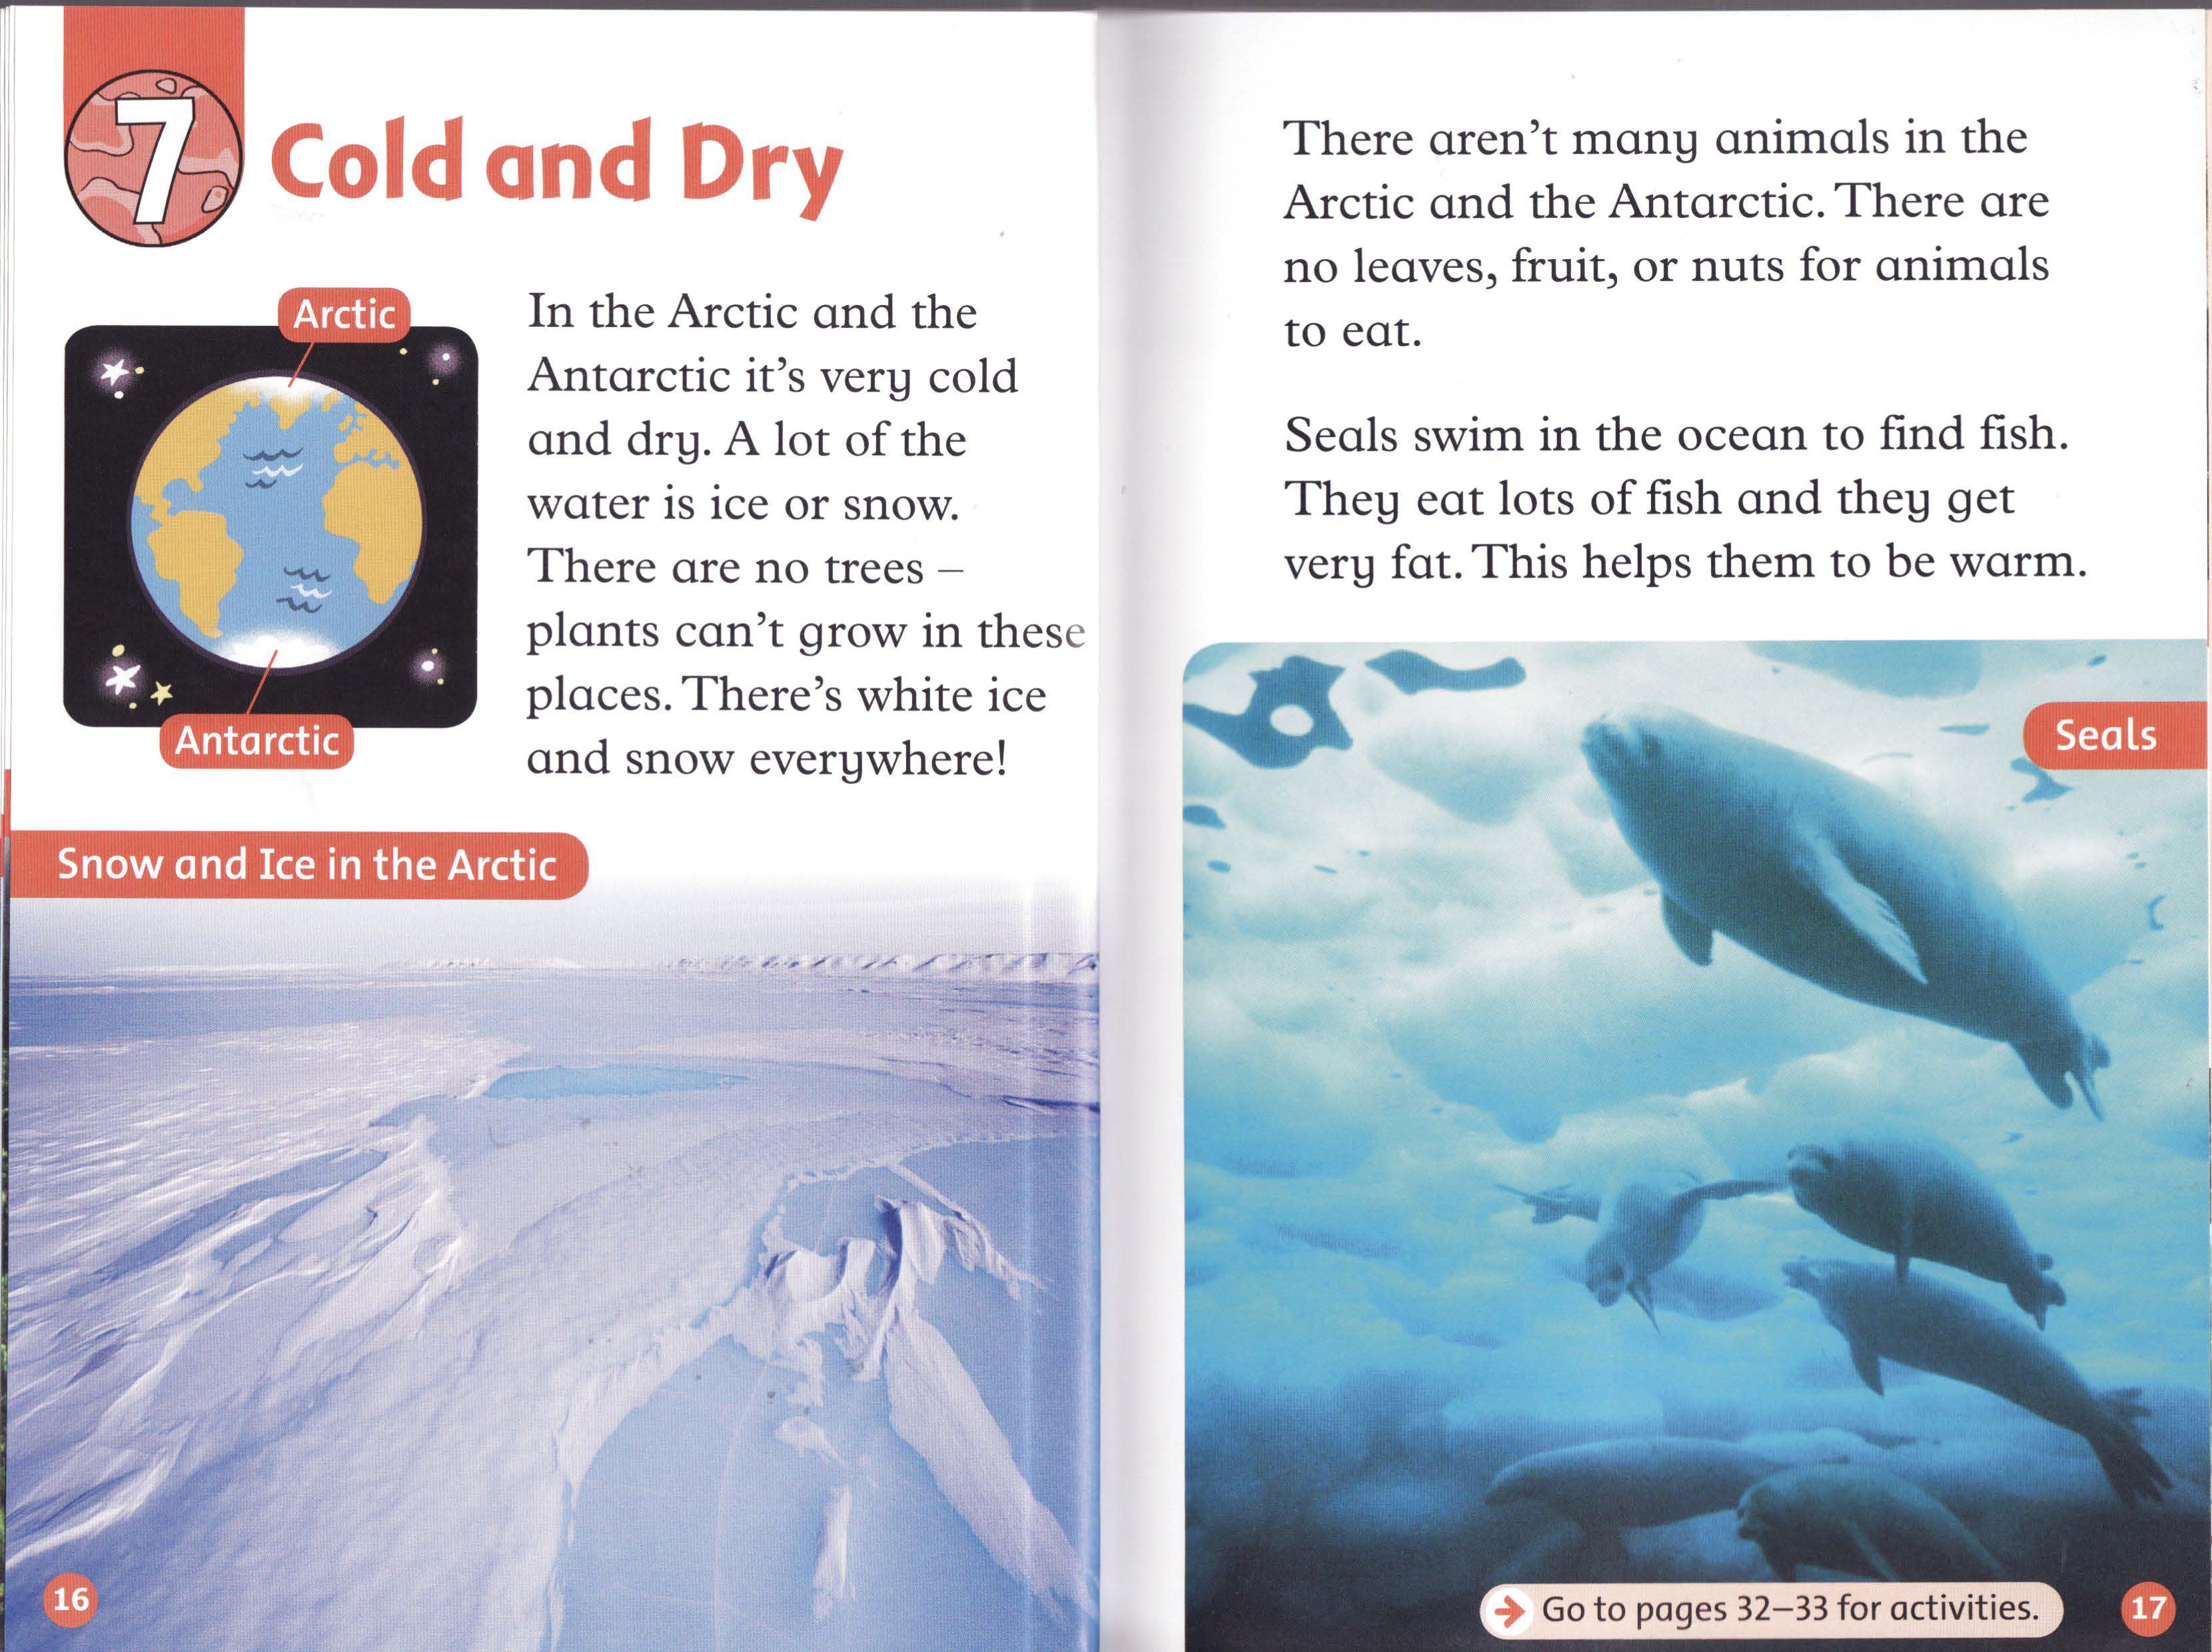 7
Cold and Dry
Arctic
Antarctic
In the Arctic and the
Antarctic it's very cold
and dry. A lot of the
water is ice or snow.
There are no trees –
plants can't grow in these
places. There's white ice
and snow everywhere!
Snow and Ice in the Arctic
16
There aren't many animals in the
Arctic and the Antarctic. There are
no leaves, fruit, or nuts for animals
to eat.
Seals swim in the ocean to find fish.
They eat lots of fish and they get
very fat. This helps them to be warm.
Seals
Go to pages 32–33 for activities.
17